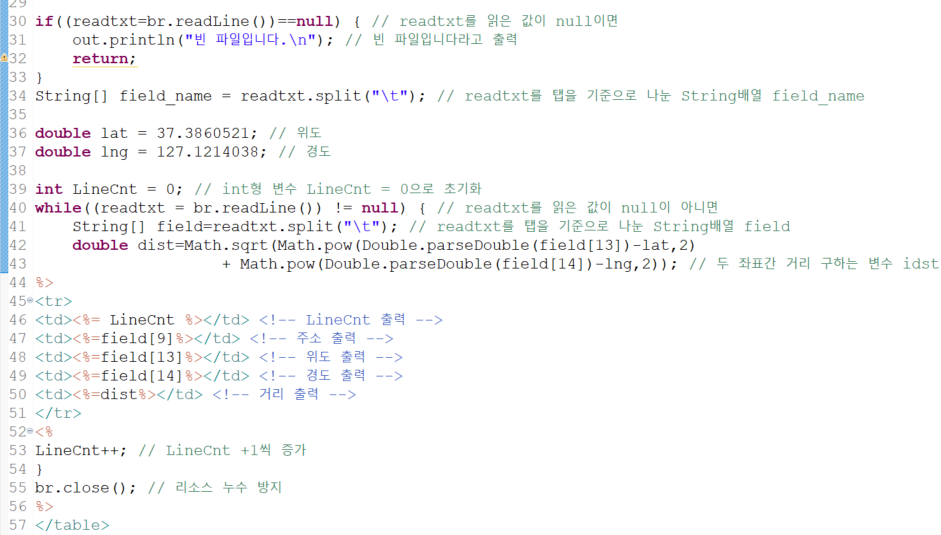 29
30 if((readtxt=br.readLine())==null) { // readtxt를 읽은 값이 null이면
31     out.println("빈 파일입니다.\n"); // 빈 파일입니다라고 출력
32     return;
33 }
34 String[] field_name = readtxt.split("\t"); // readtxt를 탭을 기준으로 나눈 String배열 field_name
35
36 double lat = 37.3860521; // 위도
37 double lng = 127.1214038; // 경도
38
39 int LineCnt = 0; // int형 변수 LineCnt = 0으로 초기화
40 while((readtxt = br.readLine()) != null) { // readtxt를 읽은 값이 null이 아니면
41     String[] field=readtxt.split("\t"); // readtxt를 탭을 기준으로 나눈 String배열 field
42     double dist=Math.sqrt(Math.pow(Double.parseDouble(field[13])-lat,2)
43                     + Math.pow(Double.parseDouble(field[14])-lng,2)); // 두 좌표간 거리 구하는 변수 idst
44 %>
45 <tr>
46 <td><%= LineCnt %></td> <!-- LineCnt 출력 -->
47 <td><%=field[9]%></td> <!-- 주소 출력 -->
48 <td><%=field[13]%></td> <!-- 위도 출력 -->
49 <td><%=field[14]%></td> <!-- 경도 출력 -->
50 <td><%=dist%></td> <!-- 거리 출력 -->
51 </tr>
52 <%
53 LineCnt++; // LineCnt +1씩 증가
54 }
55 br.close(); // 리소스 누수 방지
56 %>
57 </table>